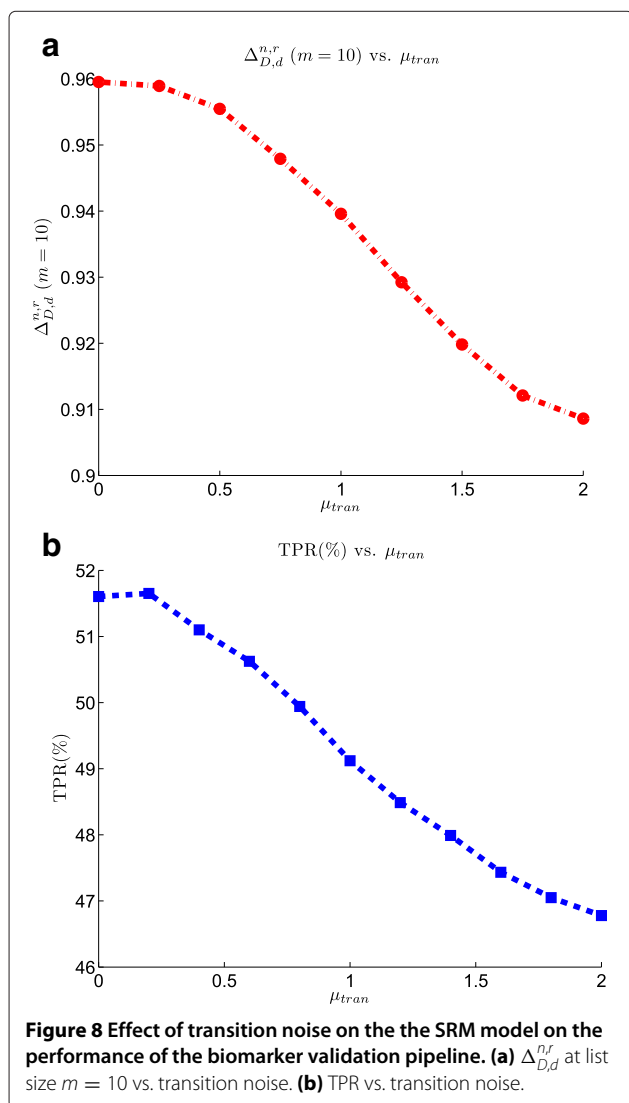 a
Δ_{D,d}^{n,r} (m = 10) vs. μ_{tran}
0.96
0.95
0.94
0.93
0.92
0.91
0.9
Δ_{D,d}^{n,r} (m = 10)
0 0.5 1 1.5 2
μ_{tran}
b
TPR(%) vs. μ_{tran}
52
51
50
49
48
47
46
TPR(%)
0 0.5 1 1.5 2
μ_{tran}
Figure 8 Effect of transition noise on the the SRM model on the
performance of the biomarker validation pipeline. (a) Δ_{D,d}^{n,r} at list
size m = 10 vs. transition noise. (b) TPR vs. transition noise.